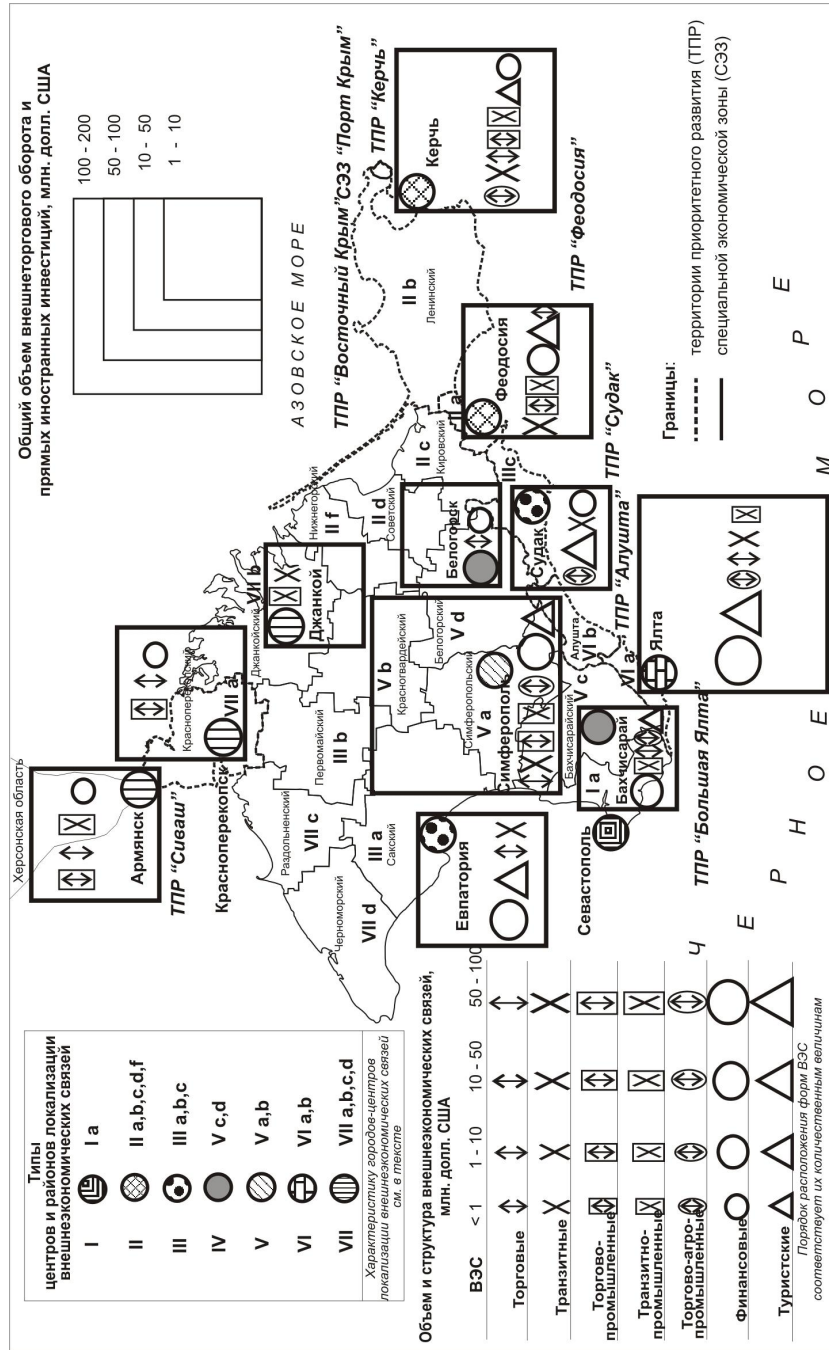 Типы
центров и районов локализации
внешнеэкономических связей
I I a
II II a,b,c,d,f
III III a,b,c
IV V c,d
V V a,b
VI VI a,b
VII VII a,b,c,d
Характеристику городов-центров
локализации внешнеэкономических связей
см. в тексте
Объем и структура внешнеэкономических связей,
млн. долл. США
ВЭС < 1 1 - 10 10 - 50 50 - 100
Торговые
Транзитные
Торгово-
промышленные
Транзитно-
промышленные
Торгово-агро-
промышленные
Финансовые
Туристские
Порядок расположения форм ВЭС
соответствует их количественным величинам
Общий объем внешнеторгового оборота и
прямых иностранных инвестиций, млн. долл. США
100 - 200
50 - 100
10 - 50
1 - 10
Херсонская область
Армянск
ТПР "Сиваш"
Красноперекопский
VII a
Красноперекопск
АЗОВСКОЕ МОРЕ
Раздольненский
VII c
Черноморский
VII d
Первомайский
III b
III a
Сакский
Джанкойский
VII b
Джанкой
Нижнегорский
II f
II d
Советский
II c
Кировский
ТПР "Восточный Крым"
СЭЗ "Порт Крым"
ТПР "Керчь"
Керчь
II b
Ленинский
Евпатория
V b
Красногвардейский
Белогорский
V d
Симферопольский
V a
Симферополь
Белогорск
II a
Феодосия
ТПР "Феодосия"
III c
Судак
ТПР "Судак"
Севастополь
I a
Бахчисарай
Бахчисарайский
V c
Алушта
VI b
ТПР "Алушта"
VII a
Ялта
ТПР "Большая Ялта"
ЧЕРНОЕ МОРЕ
Границы:
территории приоритетного развития (ТПР)
специальной экономической зоны (СЭЗ)